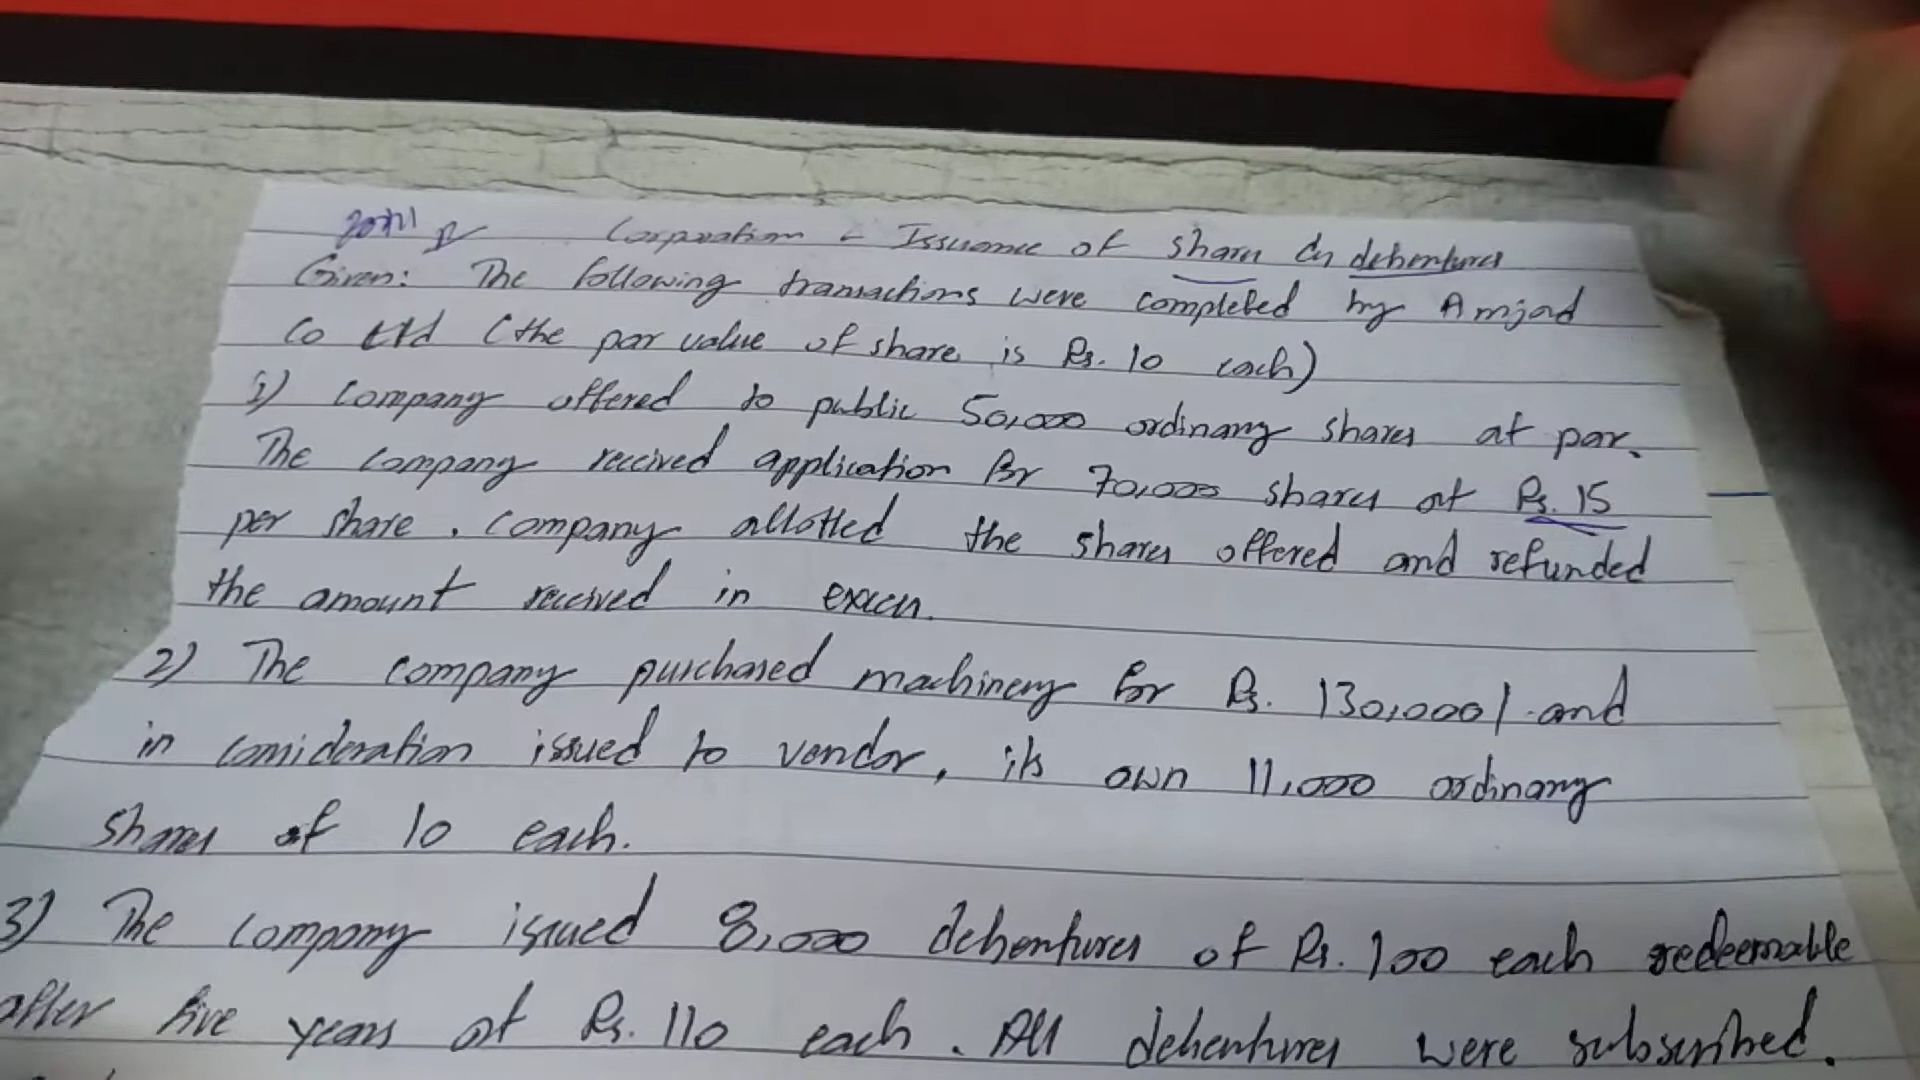 Corporation - Issuance of share & debentures
Given: The following transactions were completed by Amjad
Co Ltd (the par value of share is Rs. 10 each)
1) Company offered to public 50,000 ordinary shares at par.
The company received application for 70,000 shares at Rs. 15
per share. Company allotted the shares offered and refunded
the amount received in excess.
2) The company purchased machinery for Rs. 130,000/- and
in consideration issued to vendor, its own 11,000 ordinary
shares of 10 each.
3) The company issued 8,000 debentures of Rs. 100 each redeemable
after five years at Rs. 110 each. All debentures were subscribed.